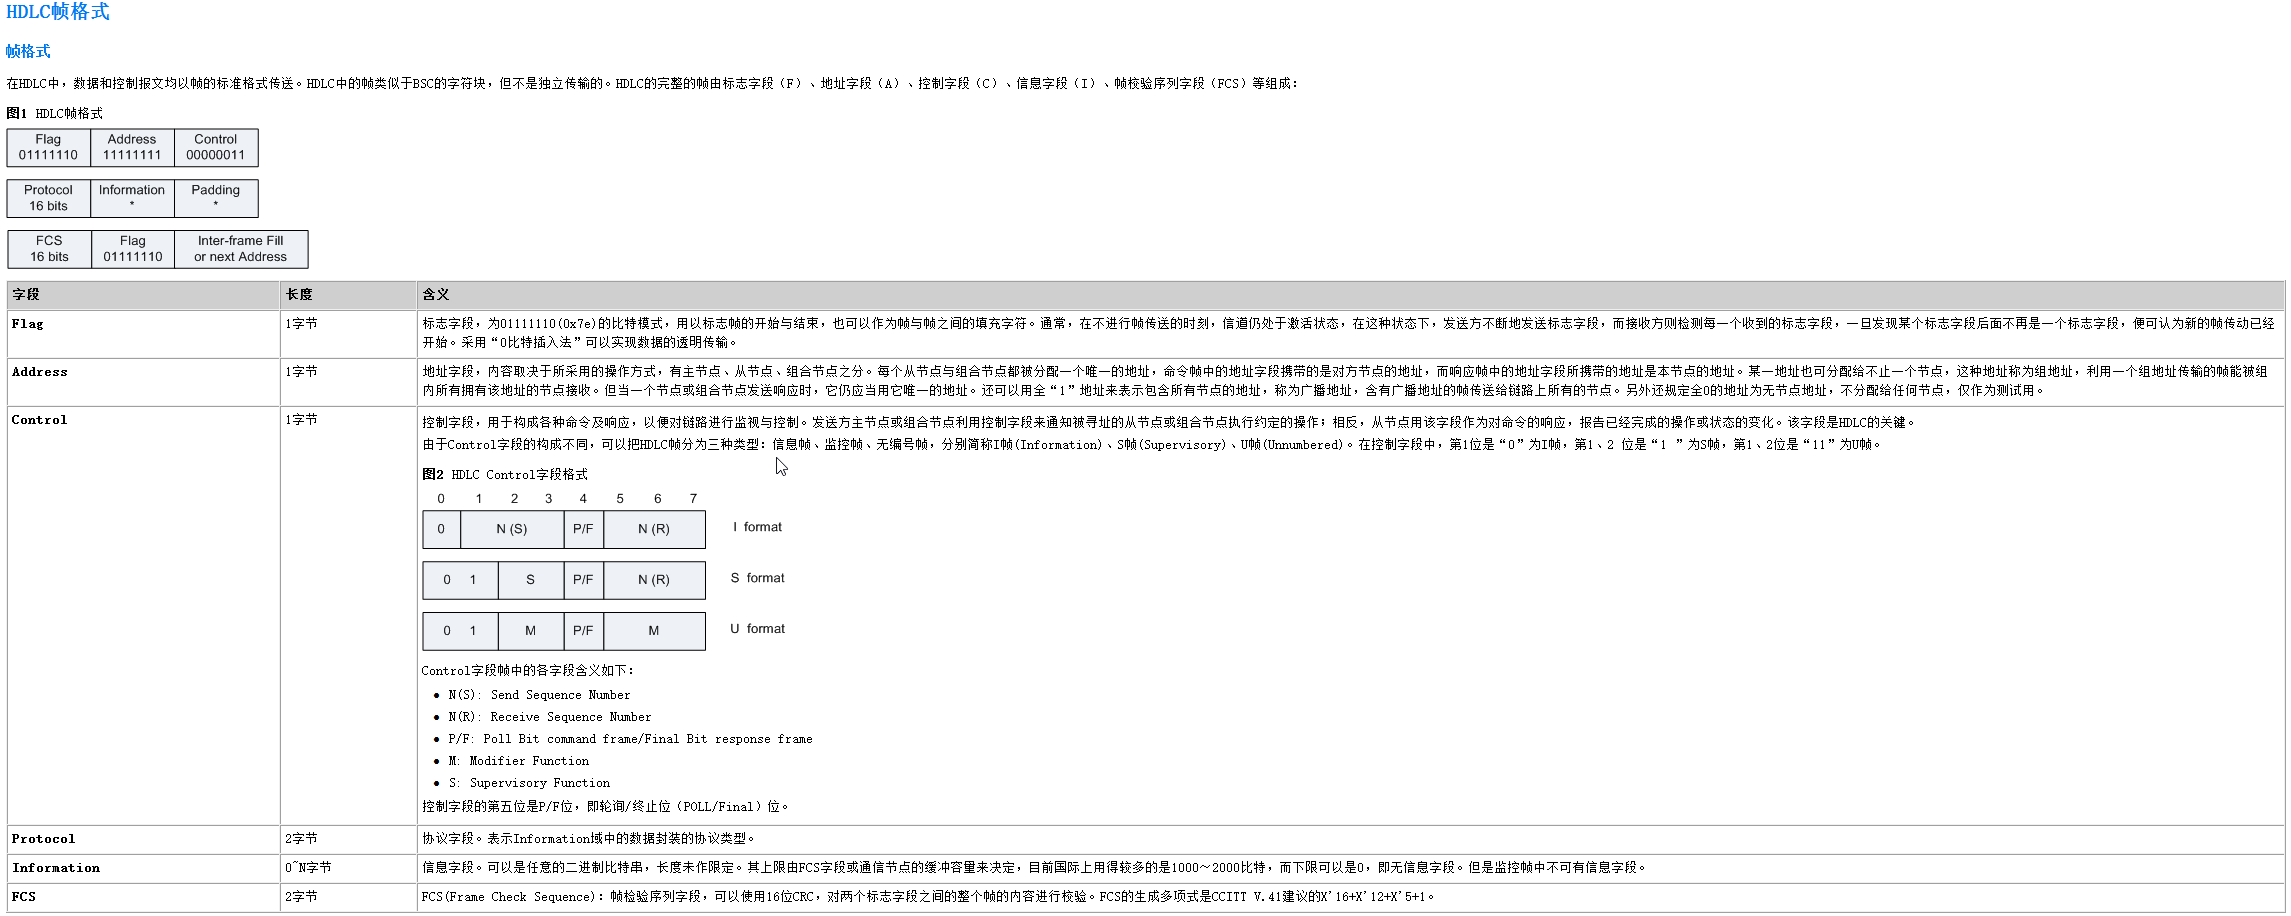 HDLC帧格式
帧格式
在HDLC中，数据和控制报文均以帧的标准格式传送。HDLC中的帧类似于BSC的字符块，但不是独立传输的。HDLC的完整的帧由标志字段（F）、地址字段（A）、控制字段（C）、信息字段（I）、帧校验序列字段（FCS）等组成：
图1 HDLC帧格式
Flag Address Control
01111110 11111111 00000011
Protocol Information Padding
16 bits * *
FCS Flag Inter-frame Fill
16 bits 01111110 or next Address
字段 长度 含义
Flag 1字节 标志字段，为01111110(0x7e)的比特模式，用以标志帧的开始与结束，也可以作为帧与帧之间的填充字符。通常，在不进行帧传送的时刻，信道仍处于激活状态，在这种状态下，发送方不断地发送标志字段，而接收方则检测每一个收到的标志字段，一旦发现某个标志字段后面不再是一个标志字段，便可认为新的帧传动已经
开始。采用“0比特插入法”可以实现数据的透明传输。
Address 1字节 地址字段，内容取决于所采用的操作方式，有主节点、从节点、组合节点之分。每个从节点与组合节点都被分配一个唯一的地址，命令帧中的地址字段携带的是对方节点的地址，而响应帧中的地址字段所携带的地址是本节点的地址。某一地址也可分配给不止一个节点，这种地址称为组地址，利用一个组地址传输的帧能被组
内所有拥有该地址的节点接收。但当一个节点或组合节点发送响应时，它仍应当用它唯一的地址。还可以用全“1”地址来表示包含所有节点的地址，称为广播地址，含有广播地址的帧传送给链路上所有的节点。另外还规定全0的地址为无节点地址，不分配给任何节点，仅作为测试用。
Control 1字节 控制字段，用于构成各种命令及响应，以便对链路进行监视与控制。发送方主节点或组合节点利用控制字段来通知被寻址的从节点或组合节点执行约定的操作；相反，从节点用该字段作为对命令的响应，报告已经完成的操作或状态的变化。该字段是HDLC的关键。
由于Control字段的构成不同，可以把HDLC帧分为三种类型：信息帧、监控帧、无编号帧，分别简称I帧(Information)、S帧(Supervisory)、U帧(Unnumbered)。在控制字段中，第1位是“0”为I帧，第1、2 位是“1 ”为S帧，第1、2位是“11”为U帧。
图2 HDLC Control字段格式
0 1 2 3 4 5 6 7
0 N (S) P/F N (R) I format
0 1 S P/F N (R) S format
0 1 M P/F M U format
Control字段帧中的各字段含义如下：
● N(S): Send Sequence Number
● N(R): Receive Sequence Number
● P/F: Poll Bit command frame/Final Bit response frame
● M: Modifier Function
● S: Supervisory Function
控制字段的第五位是P/F位，即轮询/终止位（POLL/Final）位。
Protocol 2字节 协议字段。表示Information域中的数据封装的协议类型。
Information 0~N字节 信息字段。可以是任意的二进制比特串，长度未作限定。其上限由FCS字段或通信节点的缓冲容量来决定，目前国际上用得较多的是1000～2000比特，而下限可以是0，即无信息字段。但是监控帧中不可有信息字段。
FCS 2字节 FCS(Frame Check Sequence)：帧检验序列字段，可以使用16位CRC，对两个标志字段之间的整个帧的内容进行校验。FCS的生成多项式是CCITT V.41建议的X'16+X'12+X'5+1。